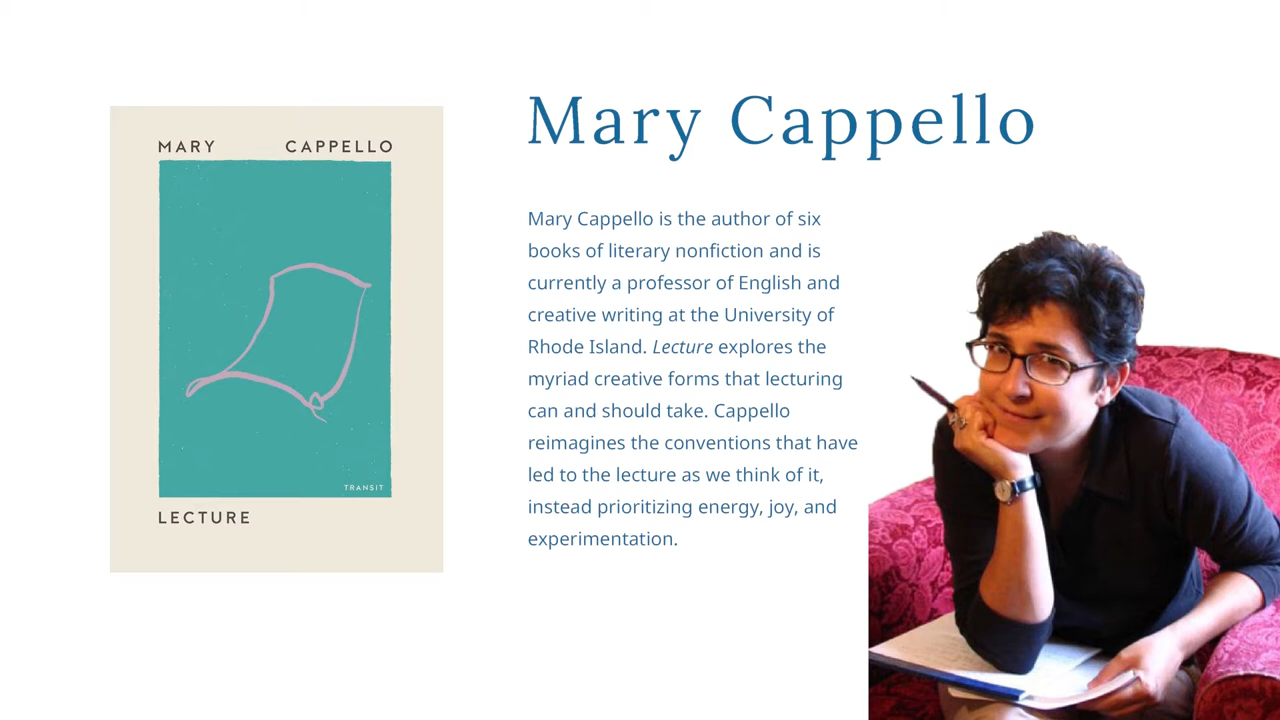 MARY CAPPELLO
TRANSIT
LECTURE
Mary Cappello
Mary Cappello is the author of six
books of literary nonfiction and is
currently a professor of English and
creative writing at the University of
Rhode Island. Lecture explores the
myriad creative forms that lecturing
can and should take. Cappello
reimagines the conventions that have
led to the lecture as we think of it,
instead prioritizing energy, joy, and
experimentation.